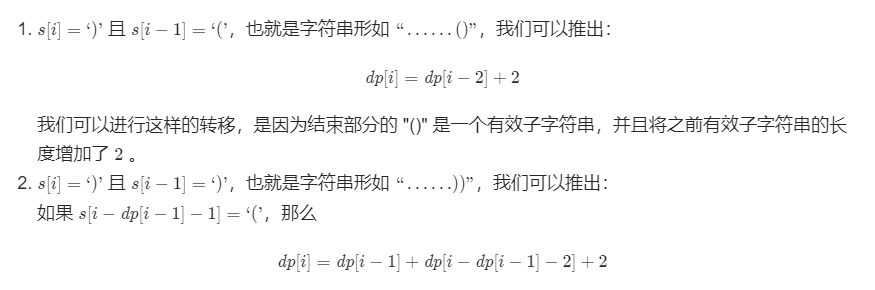 1. s[i] = ‘)’ 且 s[i − 1] = ‘(’，也就是字符串形如 “……()”，我们可以推出：
dp[i] = dp[i − 2] + 2
我们可以进行这样的转移，是因为结束部分的 "()" 是一个有效子字符串，并且将之前有效子字符串的长
度增加了 2 。
2. s[i] = ‘)’ 且 s[i − 1] = ‘)’，也就是字符串形如 “……))”，我们可以推出：
如果 s[i − dp[i − 1] − 1] = ‘(’，那么
dp[i] = dp[i − 1] + dp[i − dp[i − 1] − 2] + 2